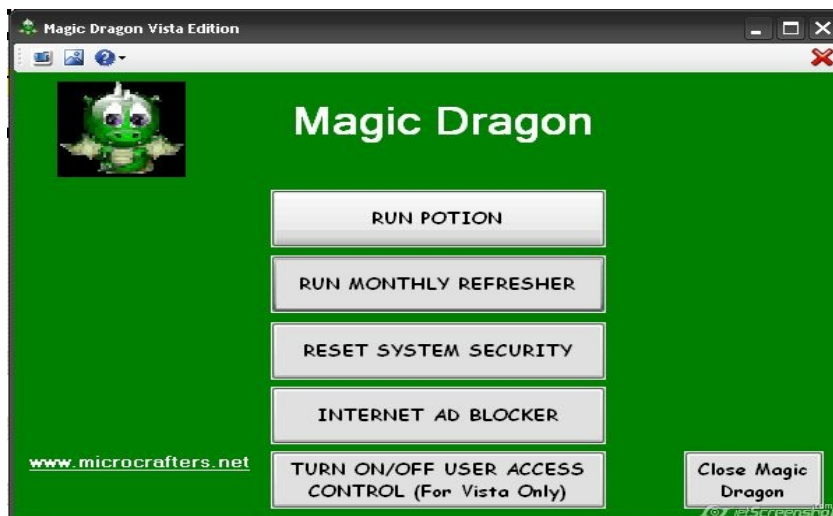 Magic Dragon Vista Edition
Magic Dragon
RUN POTION
RUN MONTHLY REFRESHER
RESET SYSTEM SECURITY
INTERNET AD BLOCKER
www.microcrafters.net
TURN ON/OFF USER ACCESS
CONTROL (For Vista Only)
Close Magic
Dragon
jetScreenshot